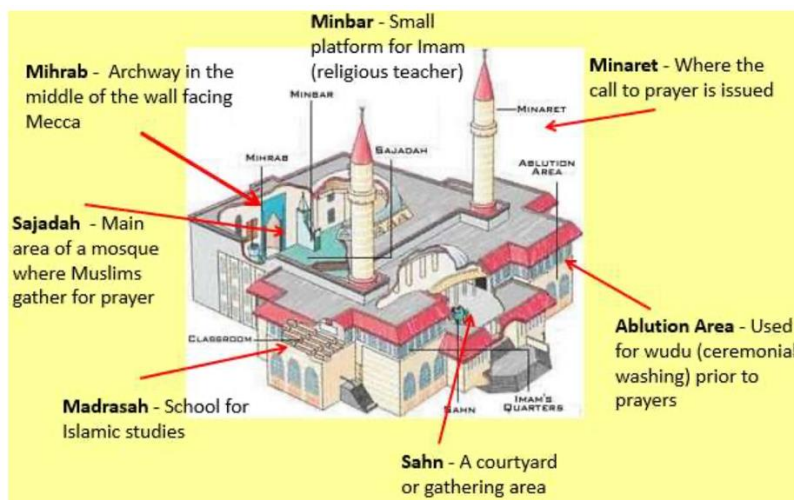 Minbar - Small
platform for Imam
(religious teacher)
Mihrab - Archway in the
middle of the wall facing
Mecca
Minaret - Where the
call to prayer is issued
MINBAR
MINARET
SAJADAH
MIHRAB
ABLUTION
AREA
Sajadah - Main
area of a mosque
where Muslims
gather for prayer
Ablution Area - Used
for wudu (ceremonial
washing) prior to
prayers
CLASSROOM
SAHN
IMAM'S
QUARTERS
Madrasah - School for
Islamic studies
Sahn - A courtyard
or gathering area